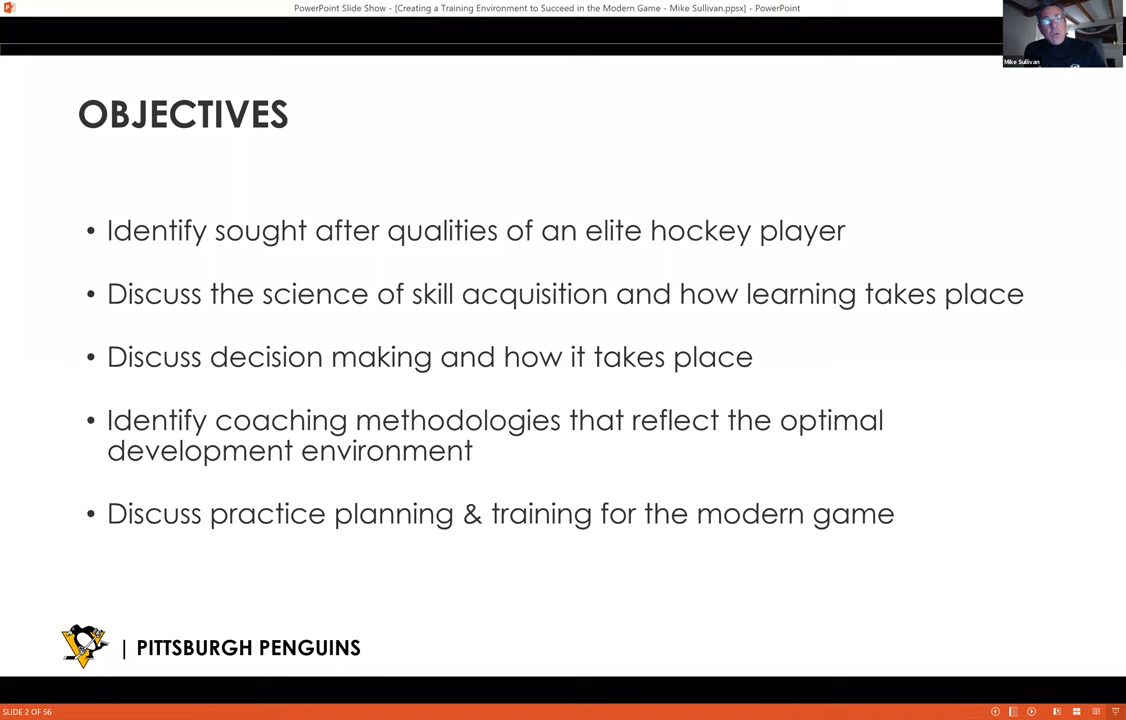 PowerPoint Slide Show - [Creating a Training Environment to Succeed in the Modern Game - Mike Sullivan.ppsx] - PowerPoint
Mike Sullivan
OBJECTIVES
• Identify sought after qualities of an elite hockey player
• Discuss the science of skill acquisition and how learning takes place
• Discuss decision making and how it takes place
• Identify coaching methodologies that reflect the optimal
development environment
• Discuss practice planning & training for the modern game
| PITTSBURGH PENGUINS
SLIDE 2 OF 56